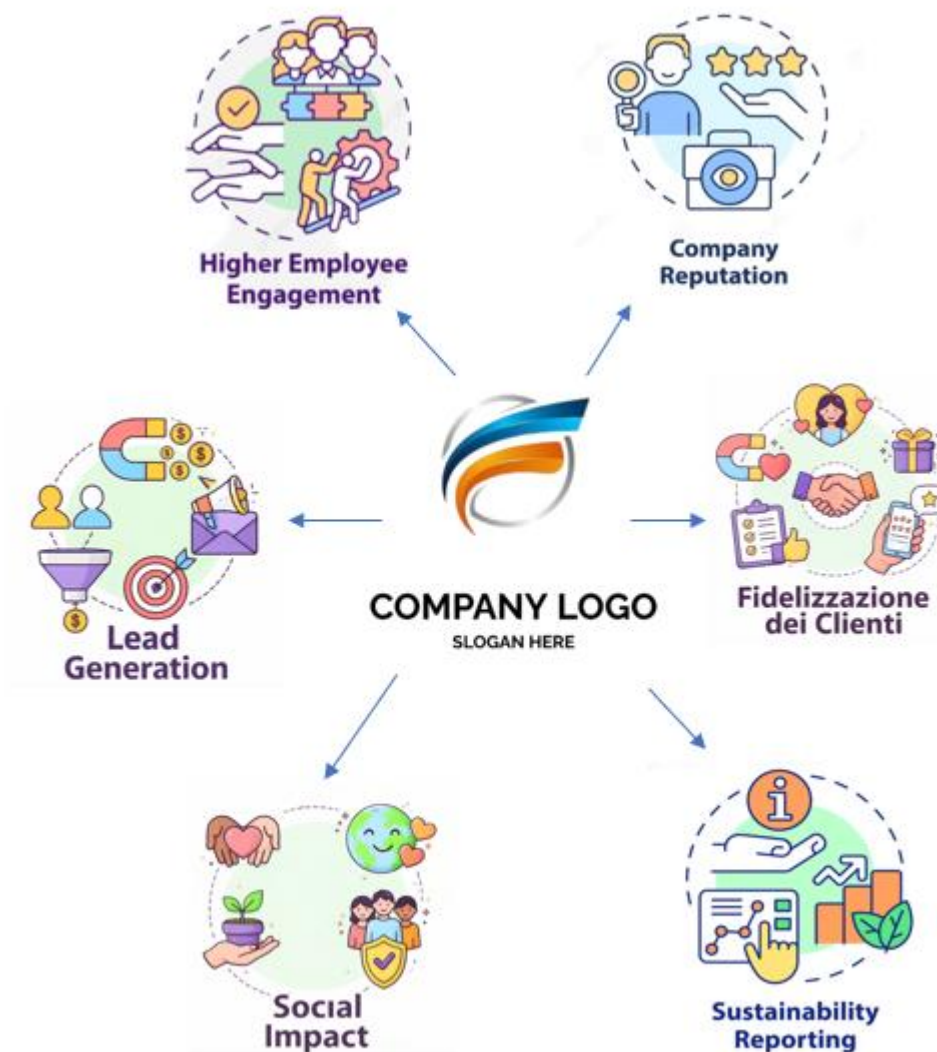 Higher Employee
Engagement
Company
Reputation
Lead
Generation
COMPANY LOGO
SLOGAN HERE
Fidelizzazione
dei Clienti
Social
Impact
Sustainability
Reporting